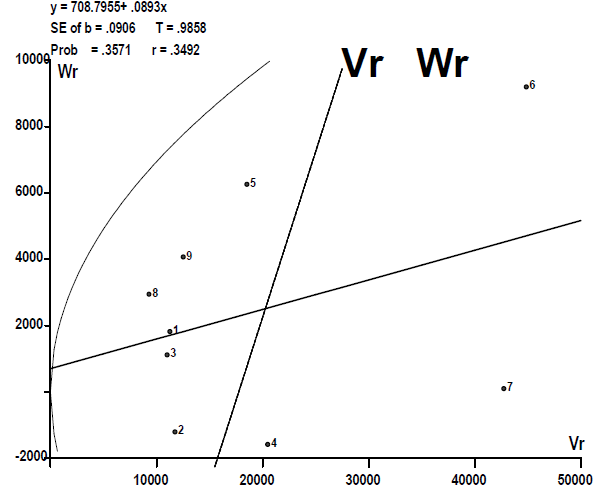 y = 708.7955+ .0893x
SE of b = .0906 T = .9858
Prob = .3571 r = .3492
10000
Wr
Vr Wr
6
8000
5
6000
9
4000
8
2000
1
3
7
2
4
Vr
-2000
10000 20000 30000 40000 50000